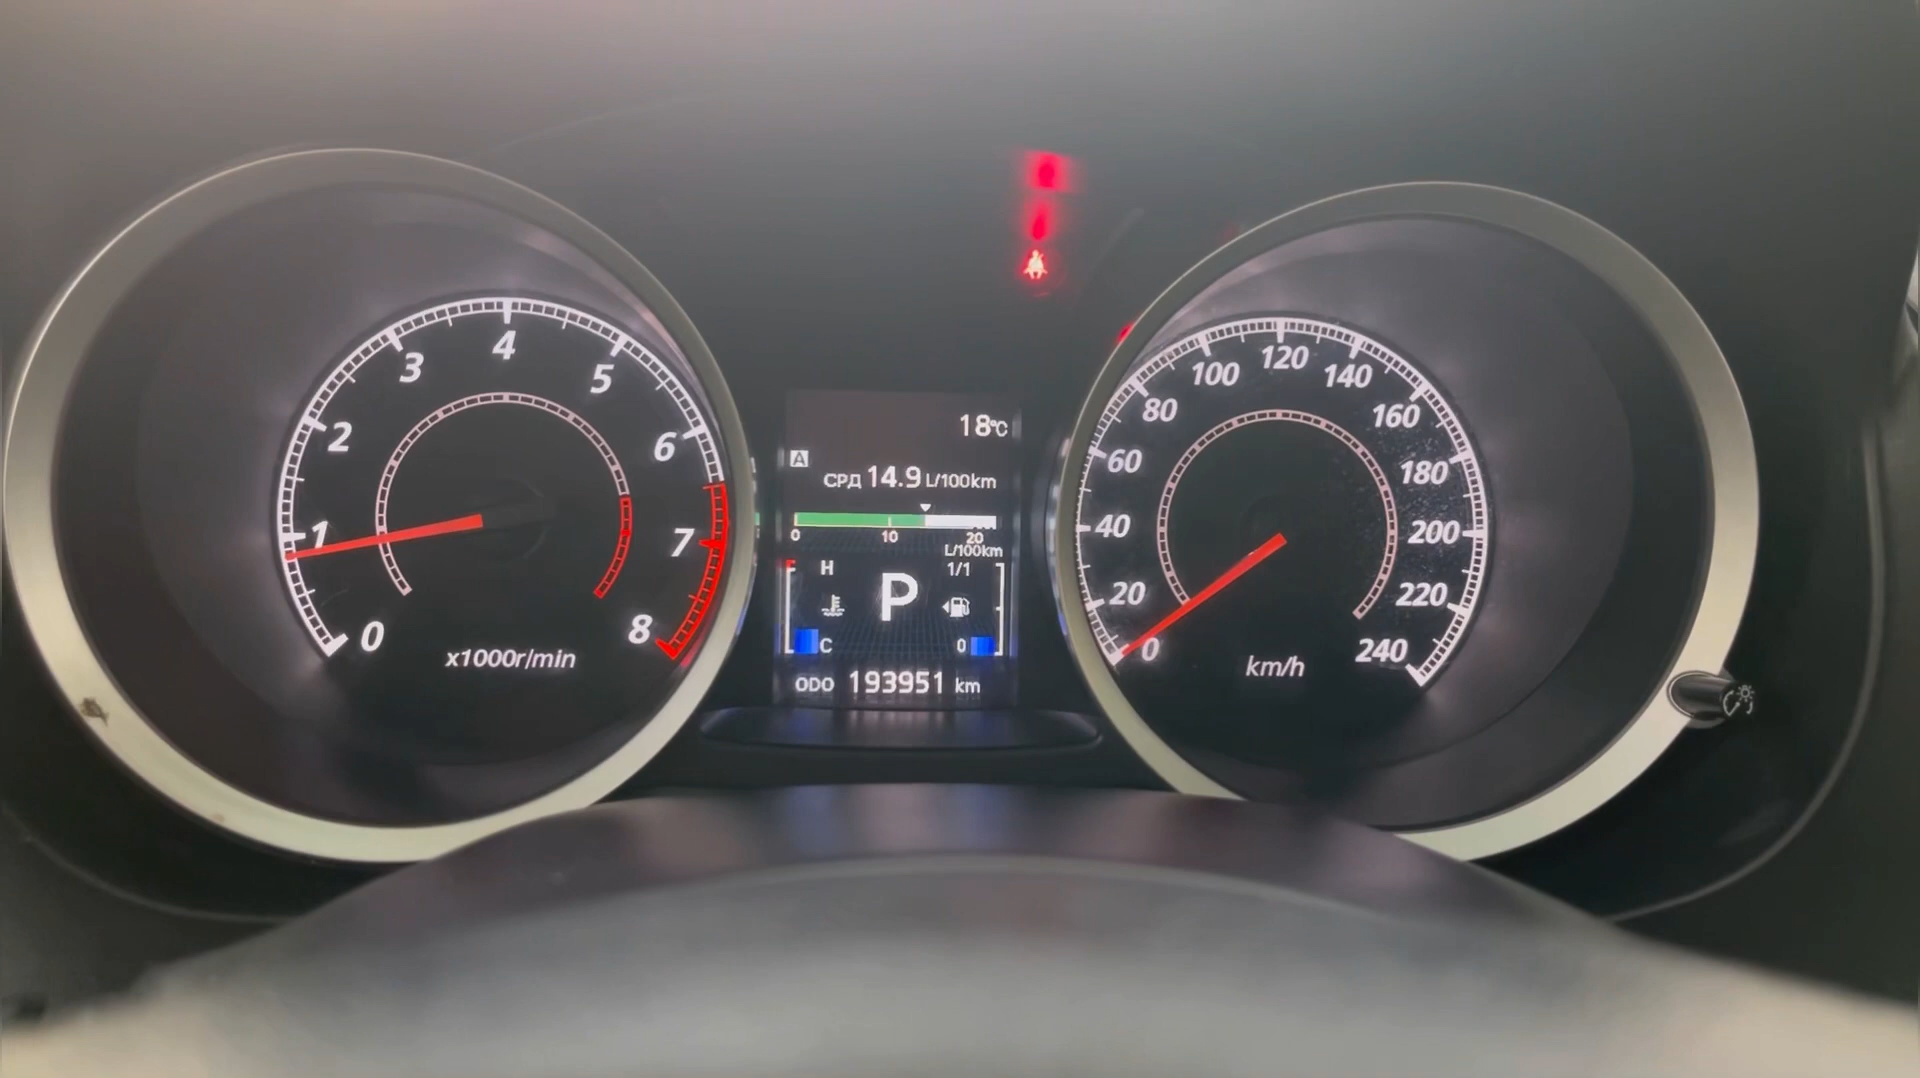 0
1
2
3
4
5
6
7
8
x1000r/min
18°C
A
СРД 14.9 L/100km
0 10 20
L/100km
H 1/1
P
C 0
ODO 193951 km
0
20
40
60
80
100
120
140
160
180
200
220
240
km/h